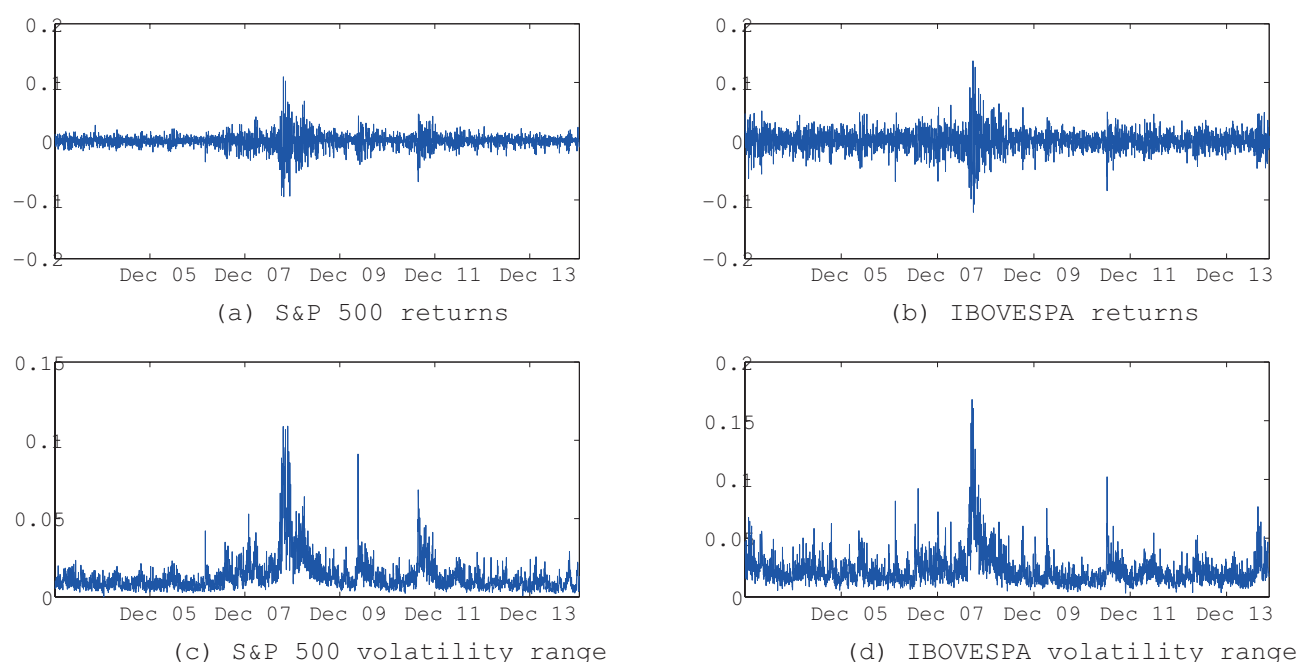 0.2
0.1
0
-0.1
-0.2
Dec 05 Dec 07 Dec 09 Dec 11 Dec 13
(a) S&P 500 returns
0.2
0.1
0
-0.1
-0.2
Dec 05 Dec 07 Dec 09 Dec 11 Dec 13
(b) IBOVESPA returns
0.15
0.1
0.05
0
Dec 05 Dec 07 Dec 09 Dec 11 Dec 13
(c) S&P 500 volatility range
0.2
0.15
0.1
0.05
0
Dec 05 Dec 07 Dec 09 Dec 11 Dec 13
(d) IBOVESPA volatility range